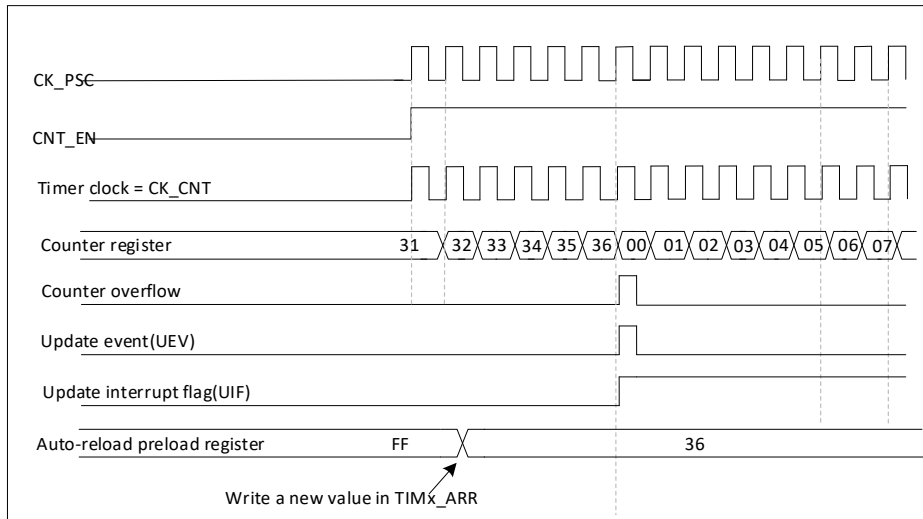 CK_PSC
CNT_EN
Timer clock = CK_CNT
Counter register 31 32 33 34 35 36 00 01 02 03 04 05 06 07
Counter overflow
Update event(UEV)
Update interrupt flag(UIF)
Auto-reload preload register FF 36
Write a new value in TIMx_ARR